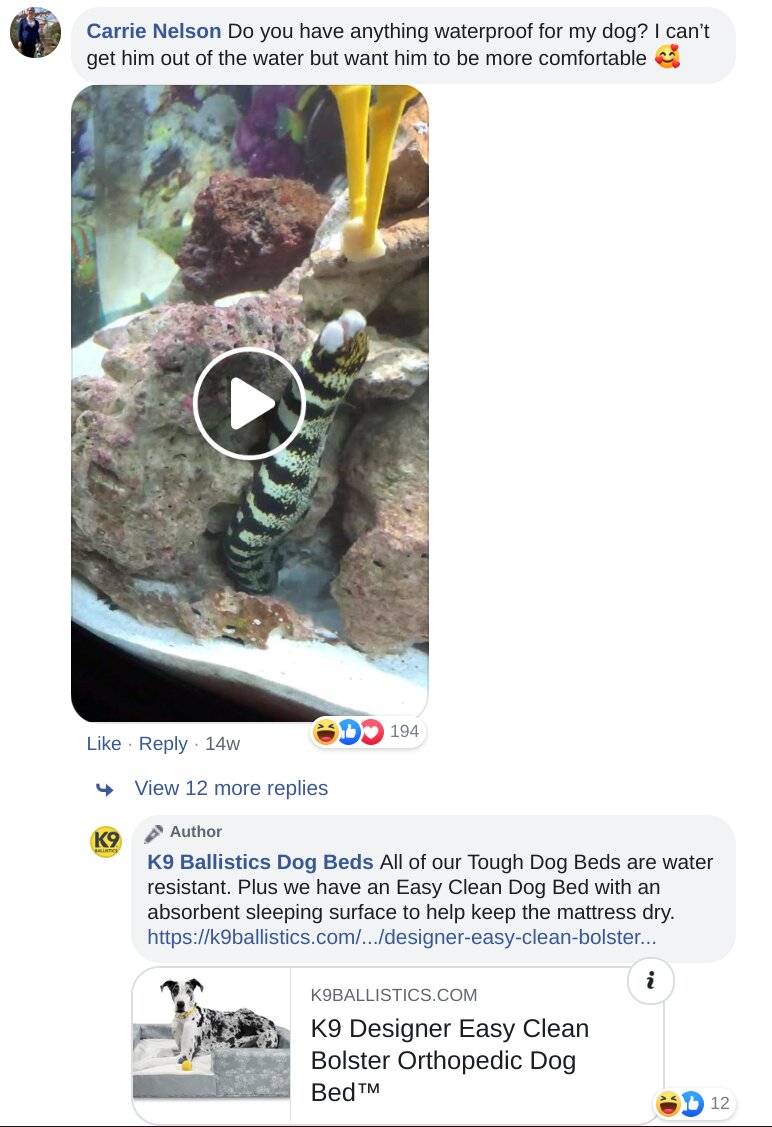 Carrie Nelson Do you have anything waterproof for my dog? I can't
get him out of the water but want him to be more comfortable 🥰
Like · Reply · 14w
194
View 12 more replies
K9
BALLISTICS
Author
K9 Ballistics Dog Beds All of our Tough Dog Beds are water
resistant. Plus we have an Easy Clean Dog Bed with an
absorbent sleeping surface to help keep the mattress dry.
https://k9ballistics.com/.../designer-easy-clean-bolster...
i
K9BALLISTICS.COM
K9 Designer Easy Clean
Bolster Orthopedic Dog
Bed™
12